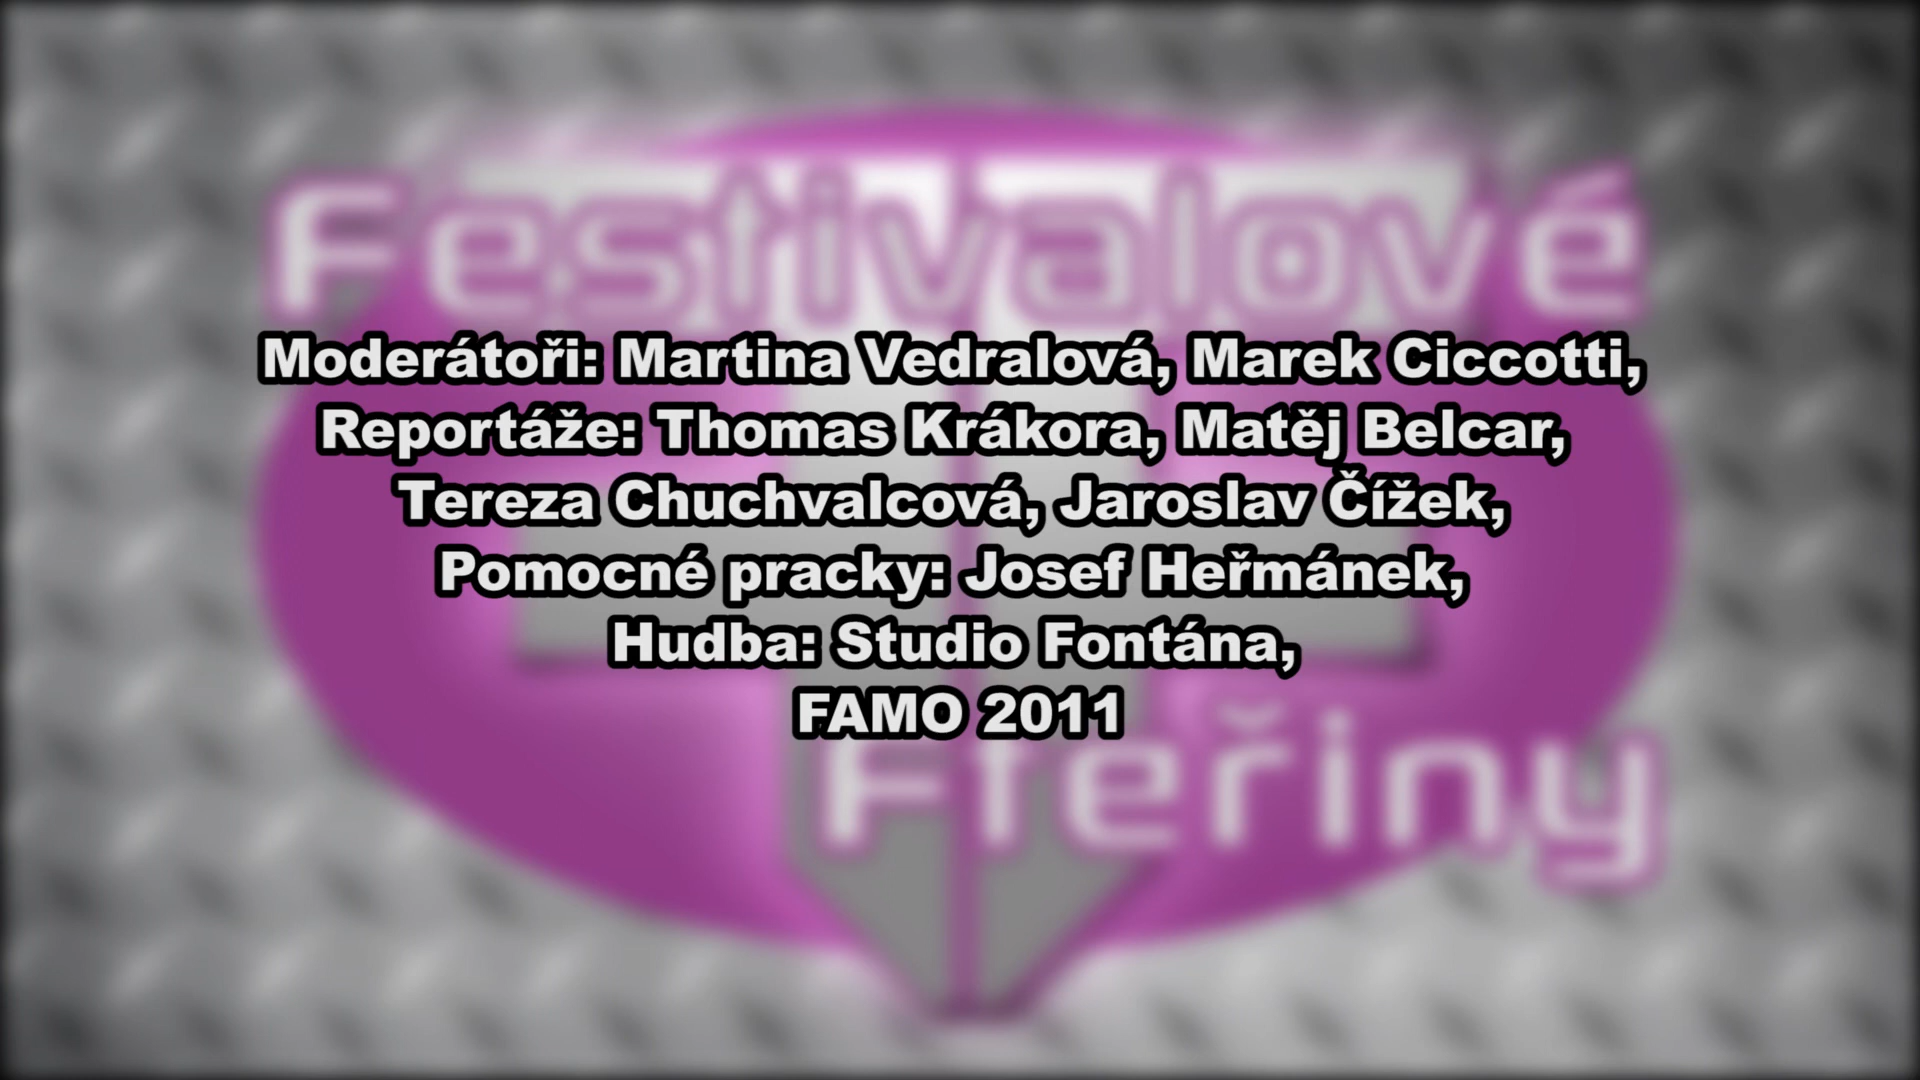 Festivalové
Moderátoři: Martina Vedralová, Marek Ciccotti,
Reportáže: Thomas Krákora, Matěj Belcar,
Tereza Chuchvalcová, Jaroslav Čížek,
Pomocné pracky: Josef Heřmánek,
Hudba: Studio Fontána,
FAMO 2011
Fteřiny